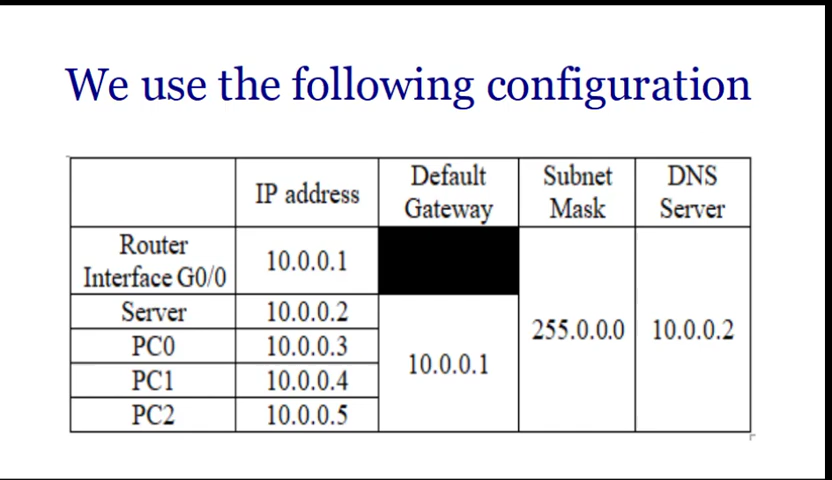 We use the following configuration
IP address
Default
Gateway
Subnet
Mask
DNS
Server
Router
Interface G0/0
10.0.0.1
Server
10.0.0.2
PC0
10.0.0.3
PC1
10.0.0.4
PC2
10.0.0.5
10.0.0.1
255.0.0.0
10.0.0.2